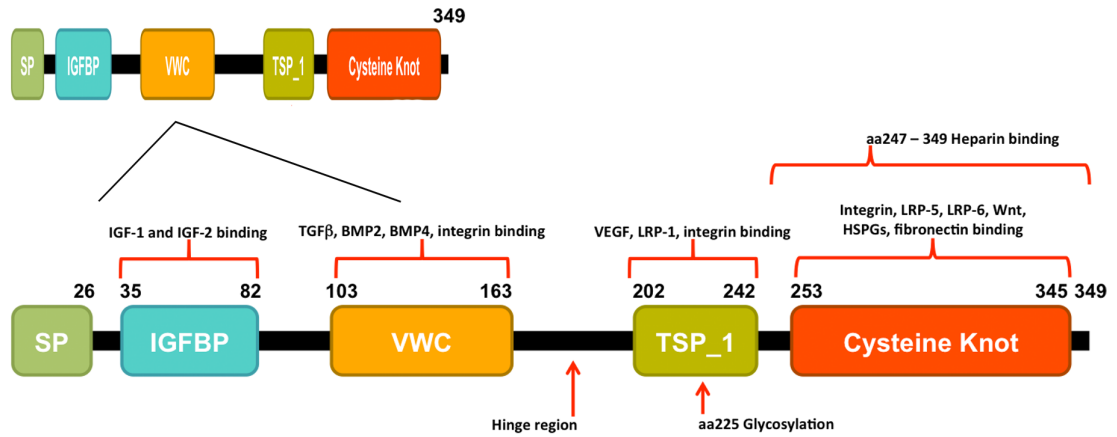 349
SP IGFBP VWC TSP_1 Cysteine Knot
aa247 – 349 Heparin binding
Integrin, LRP-5, LRP-6, Wnt,
HSPGs, fibronectin binding
IGF-1 and IGF-2 binding
TGFβ, BMP2, BMP4, integrin binding
VEGF, LRP-1, integrin binding
26 35 82 103 163 202 242 253 345 349
SP IGFBP VWC TSP_1 Cysteine Knot
Hinge region
aa225 Glycosylation